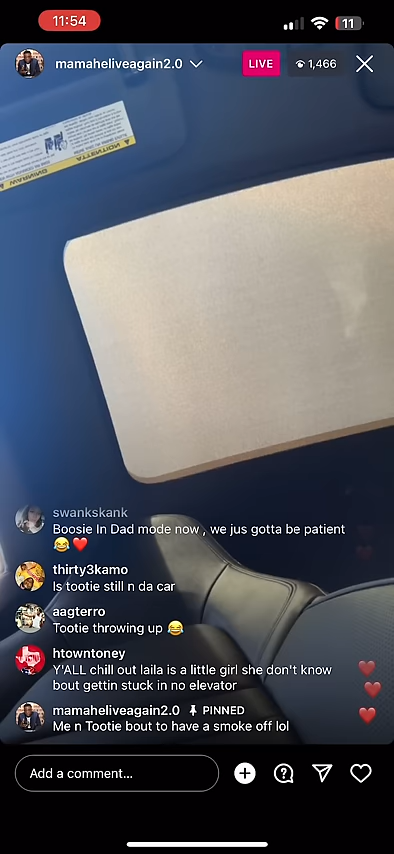 11:54
11
mamaheliveagain2.0
LIVE
1,466
WARNING
ATTENTION
swankskank
Boosie In Dad mode now , we jus gotta be patient
😂❤️
thirty3kamo
Is tootie still n da car
aagterro
Tootie throwing up 😂
htowntoney
Y'ALL chill out laila is a little girl she don't know
bout gettin stuck in no elevator
mamaheliveagain2.0 PINNED
Me n Tootie bout to have a smoke off lol
Add a comment...